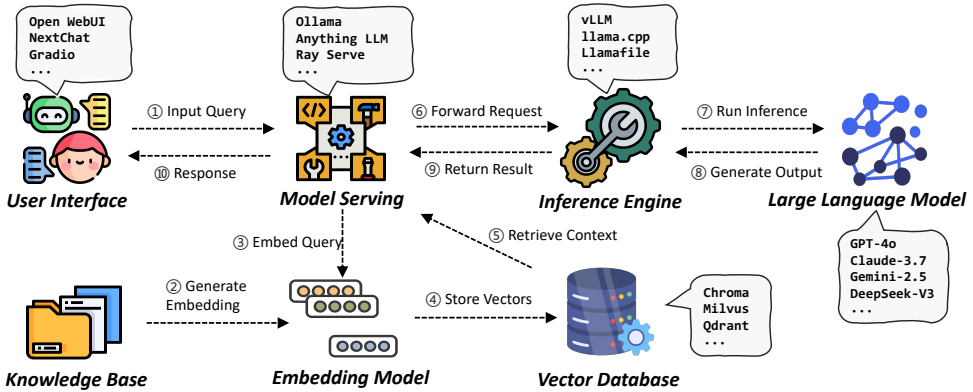 Open WebUI
NextChat
Gradio
...
Ollama
Anything LLM
Ray Serve
...
vLLM
llama.cpp
Llamafile
...
① Input Query
⑩ Response
⑥ Forward Request
⑨ Return Result
⑦ Run Inference
⑧ Generate Output
User Interface
Model Serving
Inference Engine
Large Language Model
③ Embed Query
⑤ Retrieve Context
GPT-4o
Claude-3.7
Gemini-2.5
DeepSeek-V3
...
② Generate
Embedding
④ Store Vectors
Chroma
Milvus
Qdrant
...
Knowledge Base
Embedding Model
Vector Database